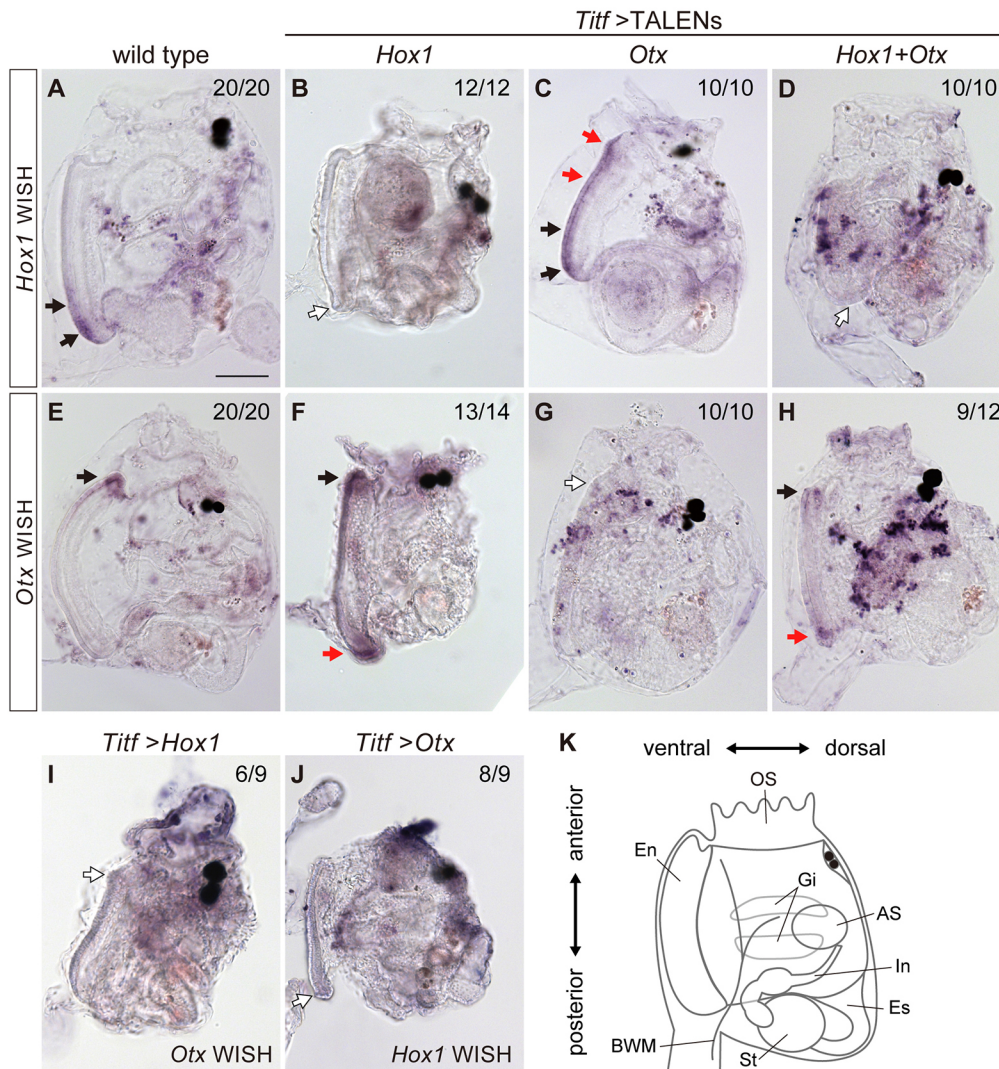 Titf >TALENs
wild type
Hox1
Otx
Hox1+Otx
Hox1 WISH
A
20/20
B
12/12
C
10/10
D
10/10
Otx WISH
E
20/20
F
13/14
G
10/10
H
9/12
Titf >Hox1
Titf >Otx
I
6/9
Otx WISH
J
8/9
Hox1 WISH
K
ventral
dorsal
anterior
posterior
OS
En
Gi
AS
In
Es
BWM
St